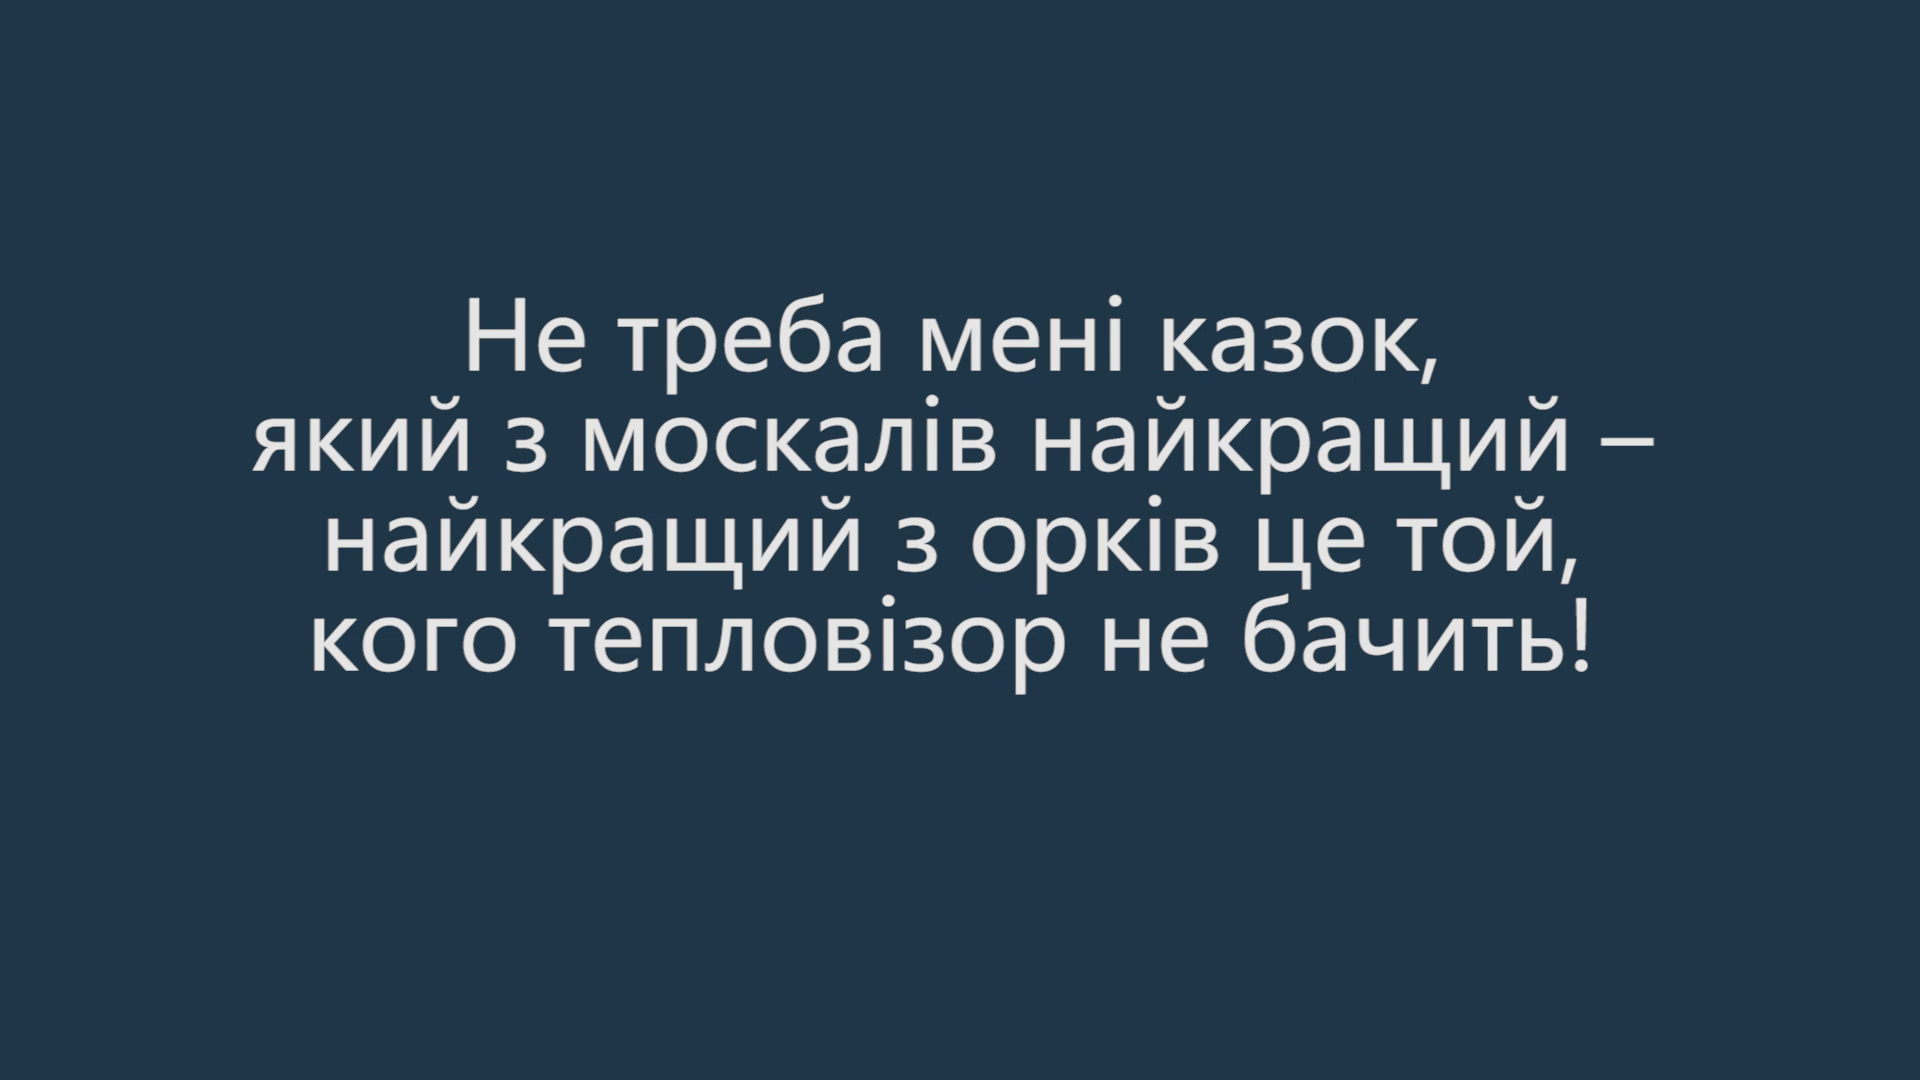 Не треба мені казок,
який з москалів найкращий –
найкращий з орків це той,
кого тепловізор не бачить!